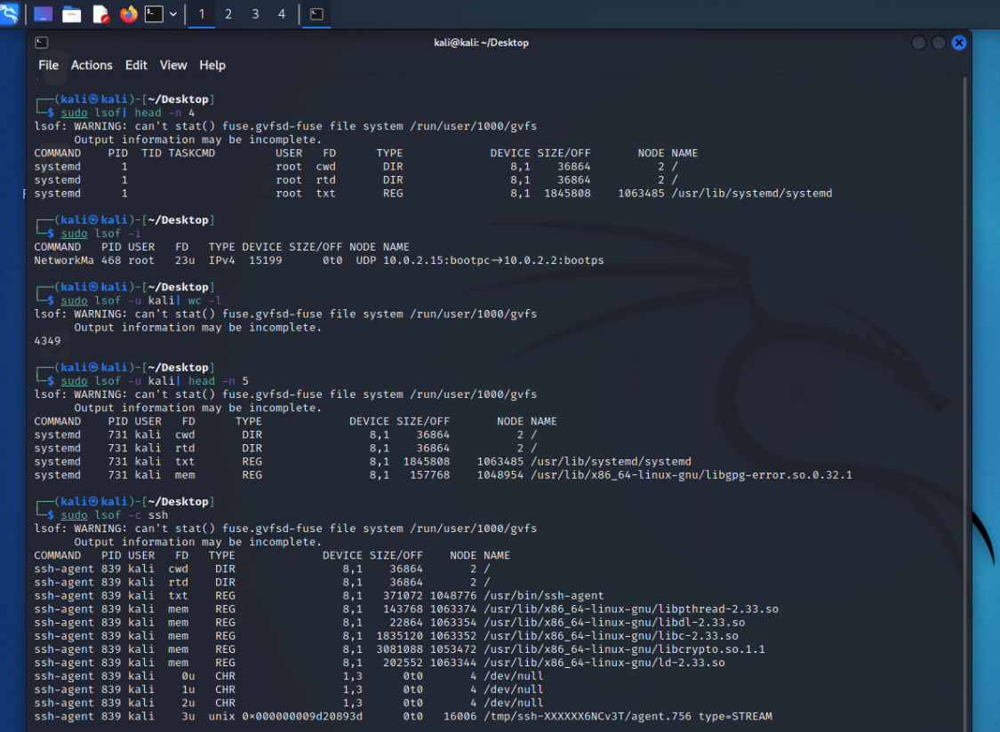 1 2 3 4
kali@kali: ~/Desktop
File Actions Edit View Help
┌──(kali㉿kali)-[~/Desktop]
└─$ sudo lsof| head -n 4
lsof: WARNING: can't stat() fuse.gvfsd-fuse file system /run/user/1000/gvfs
      Output information may be incomplete.
COMMAND    PID  TID TASKCMD         USER   FD      TYPE             DEVICE SIZE/OFF       NODE NAME
systemd      1                      root  cwd       DIR                8,1    36864          2 /
systemd      1                      root  rtd       DIR                8,1    36864          2 /
systemd      1                      root  txt       REG                8,1  1845808    1063485 /usr/lib/systemd/systemd
┌──(kali㉿kali)-[~/Desktop]
└─$ sudo lsof -i
COMMAND   PID USER   FD   TYPE DEVICE SIZE/OFF NODE NAME
NetworkMa 468 root   23u  IPv4  15199      0t0  UDP 10.0.2.15:bootpc→10.0.2.2:bootps
┌──(kali㉿kali)-[~/Desktop]
└─$ sudo lsof -u kali| wc -l
lsof: WARNING: can't stat() fuse.gvfsd-fuse file system /run/user/1000/gvfs
      Output information may be incomplete.
4349
┌──(kali㉿kali)-[~/Desktop]
└─$ sudo lsof -u kali| head -n 5
lsof: WARNING: can't stat() fuse.gvfsd-fuse file system /run/user/1000/gvfs
      Output information may be incomplete.
COMMAND    PID USER   FD      TYPE             DEVICE SIZE/OFF       NODE NAME
systemd    731 kali  cwd       DIR                8,1    36864          2 /
systemd    731 kali  rtd       DIR                8,1    36864          2 /
systemd    731 kali  txt       REG                8,1  1845808    1063485 /usr/lib/systemd/systemd
systemd    731 kali  mem       REG                8,1   157768    1048954 /usr/lib/x86_64-linux-gnu/libgpg-error.so.0.32.1
┌──(kali㉿kali)-[~/Desktop]
└─$ sudo lsof -c ssh
lsof: WARNING: can't stat() fuse.gvfsd-fuse file system /run/user/1000/gvfs
      Output information may be incomplete.
COMMAND   PID USER   FD   TYPE             DEVICE SIZE/OFF    NODE NAME
ssh-agent 839 kali  cwd    DIR                8,1    36864       2 /
ssh-agent 839 kali  rtd    DIR                8,1    36864       2 /
ssh-agent 839 kali  txt    REG                8,1   371072 1048776 /usr/bin/ssh-agent
ssh-agent 839 kali  mem    REG                8,1   143768 1063374 /usr/lib/x86_64-linux-gnu/libpthread-2.33.so
ssh-agent 839 kali  mem    REG                8,1    22864 1063354 /usr/lib/x86_64-linux-gnu/libdl-2.33.so
ssh-agent 839 kali  mem    REG                8,1  1835120 1063352 /usr/lib/x86_64-linux-gnu/libc-2.33.so
ssh-agent 839 kali  mem    REG                8,1  3081088 1053472 /usr/lib/x86_64-linux-gnu/libcrypto.so.1.1
ssh-agent 839 kali  mem    REG                8,1   202552 1063344 /usr/lib/x86_64-linux-gnu/ld-2.33.so
ssh-agent 839 kali    0u   CHR                1,3      0t0       4 /dev/null
ssh-agent 839 kali    1u   CHR                1,3      0t0       4 /dev/null
ssh-agent 839 kali    2u   CHR                1,3      0t0       4 /dev/null
ssh-agent 839 kali    3u  unix 0×000000009d20893d      0t0   16006 /tmp/ssh-XXXXXX6NCv3T/agent.756 type=STREAM